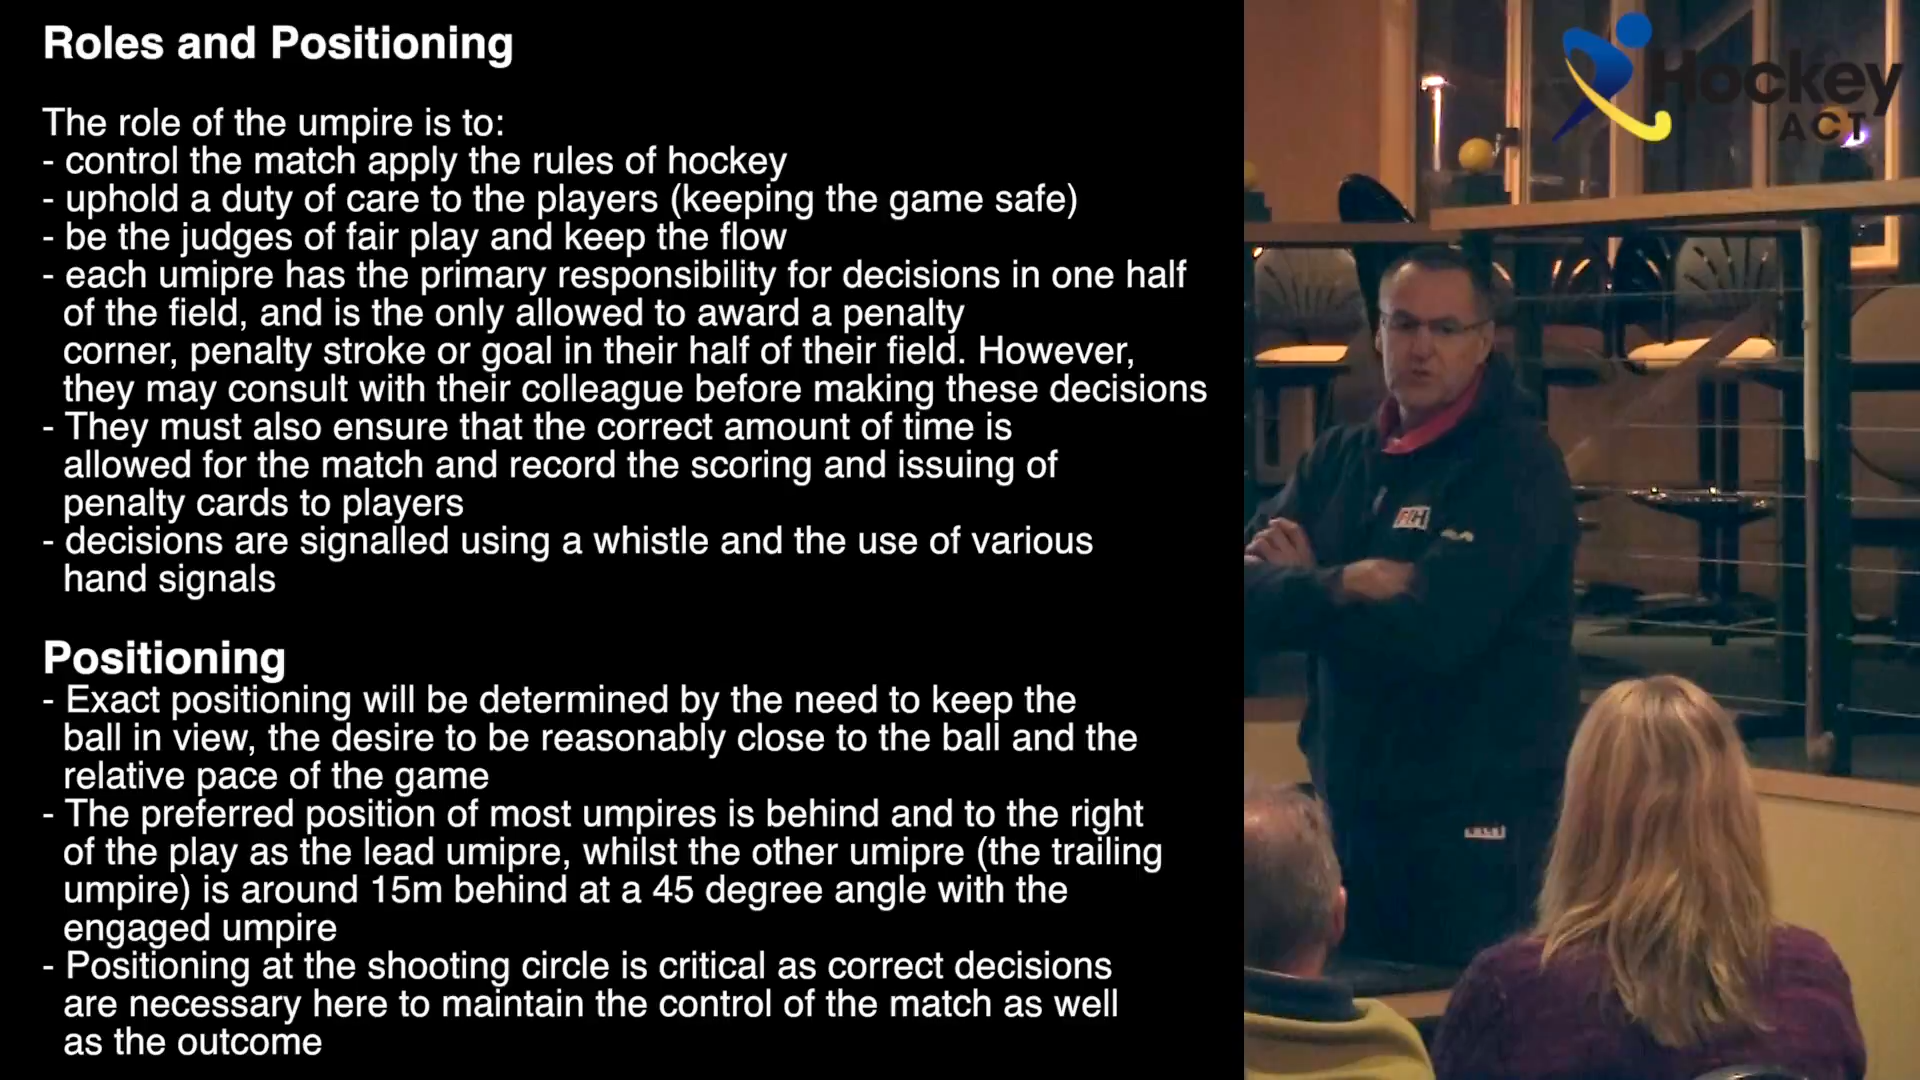 Roles and Positioning
The role of the umpire is to:
- control the match apply the rules of hockey
- uphold a duty of care to the players (keeping the game safe)
- be the judges of fair play and keep the flow
- each umipre has the primary responsibility for decisions in one half
of the field, and is the only allowed to award a penalty
corner, penalty stroke or goal in their half of their field. However,
they may consult with their colleague before making these decisions
- They must also ensure that the correct amount of time is
allowed for the match and record the scoring and issuing of
penalty cards to players
- decisions are signalled using a whistle and the use of various
hand signals
Positioning
- Exact positioning will be determined by the need to keep the
ball in view, the desire to be reasonably close to the ball and the
relative pace of the game
- The preferred position of most umpires is behind and to the right
of the play as the lead umipre, whilst the other umipre (the trailing
umpire) is around 15m behind at a 45 degree angle with the
engaged umpire
- Positioning at the shooting circle is critical as correct decisions
are necessary here to maintain the control of the match as well
as the outcome
Hockey
ACT
FIH